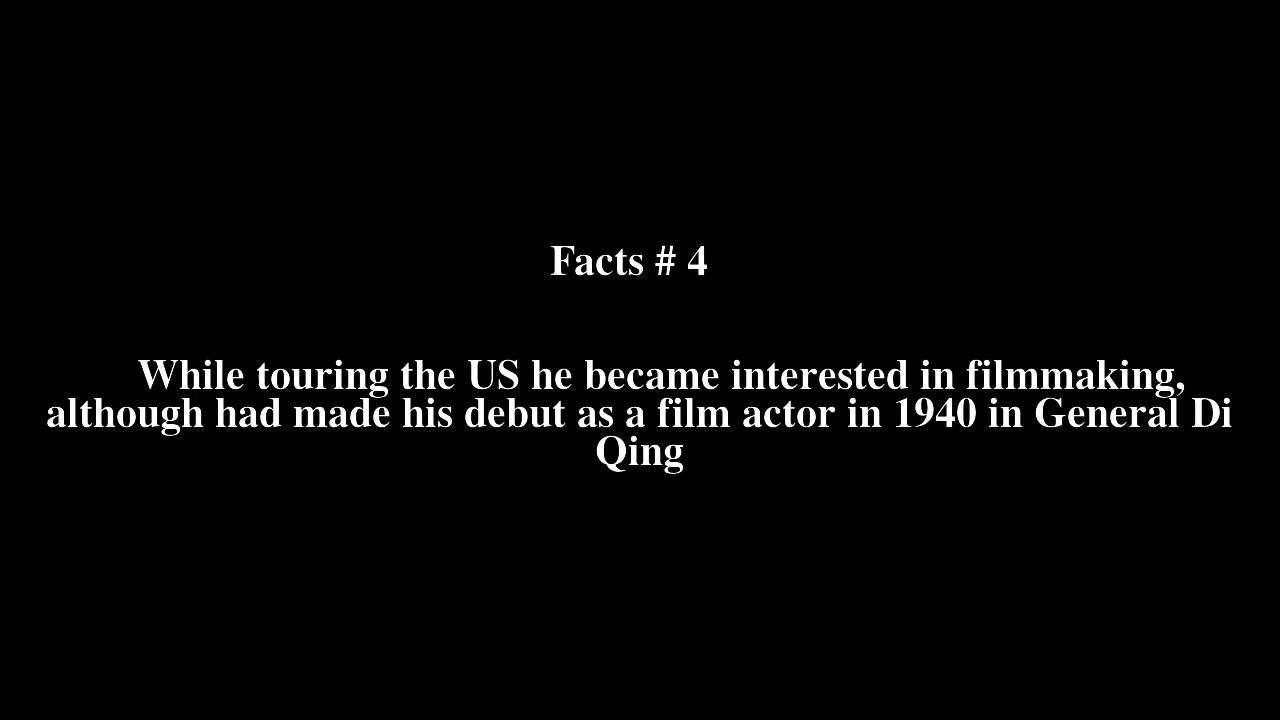 Facts # 4
While touring the US he became interested in filmmaking,
although had made his debut as a film actor in 1940 in General Di
Qing